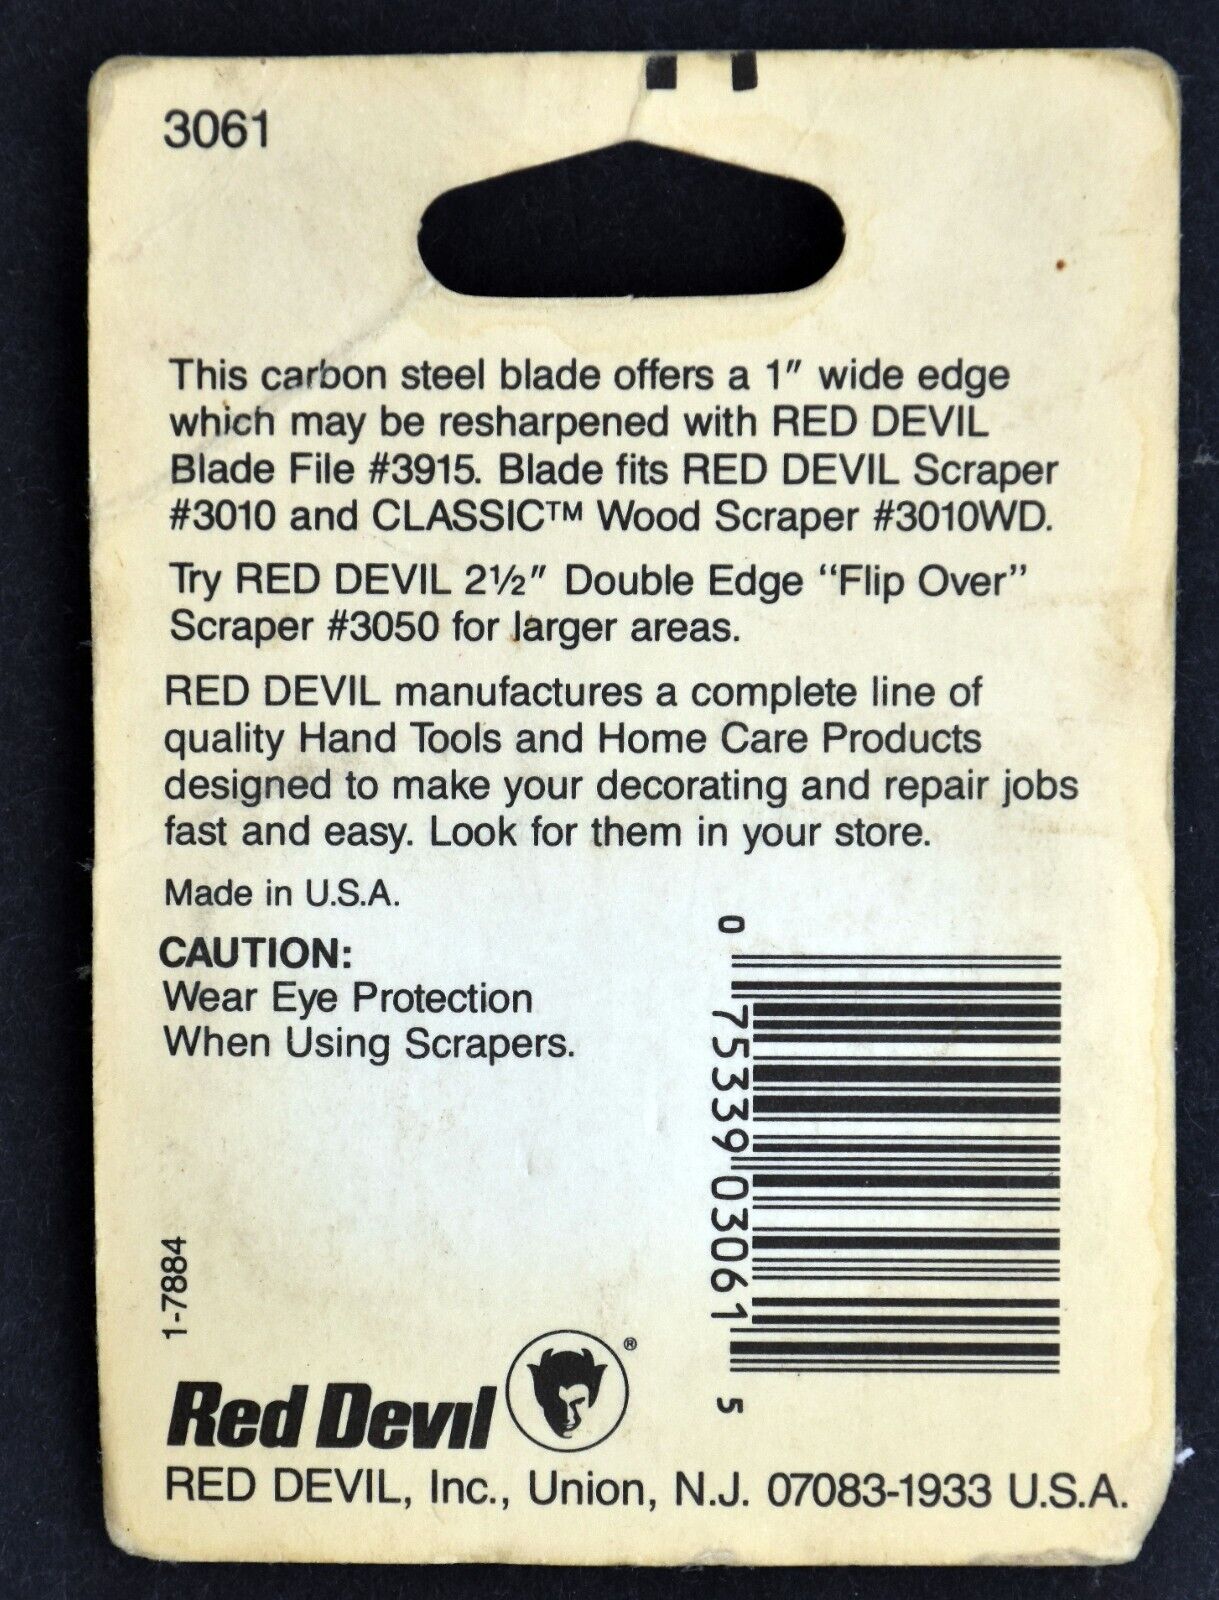 3061
This carbon steel blade offers a 1" wide edge
which may be resharpened with RED DEVIL
Blade File #3915. Blade fits RED DEVIL Scraper
#3010 and CLASSIC™ Wood Scraper #3010WD.
Try RED DEVIL 2½" Double Edge “Flip Over”
Scraper #3050 for larger areas.
RED DEVIL manufactures a complete line of
quality Hand Tools and Home Care Products
designed to make your decorating and repair jobs
fast and easy. Look for them in your store.
Made in U.S.A.
CAUTION:
Wear Eye Protection
When Using Scrapers.
0 75339 03061 5
1-7884
Red Devil ®
RED DEVIL, Inc., Union, N.J. 07083-1933 U.S.A.